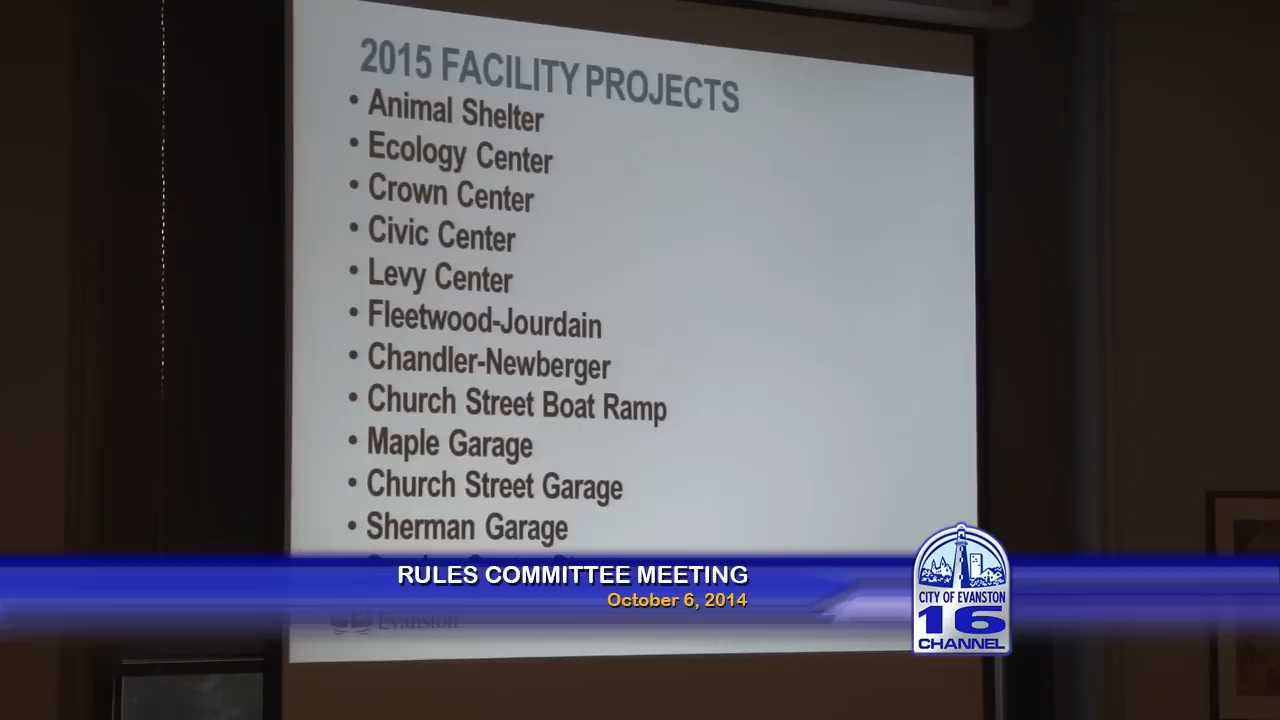 2015 FACILITY PROJECTS
• Animal Shelter
• Ecology Center
• Crown Center
• Civic Center
• Levy Center
• Fleetwood-Jourdain
• Chandler-Newberger
• Church Street Boat Ramp
• Maple Garage
• Church Street Garage
• Sherman Garage
RULES COMMITTEE MEETING
October 6, 2014
Evanston
CITY OF EVANSTON
16
CHANNEL